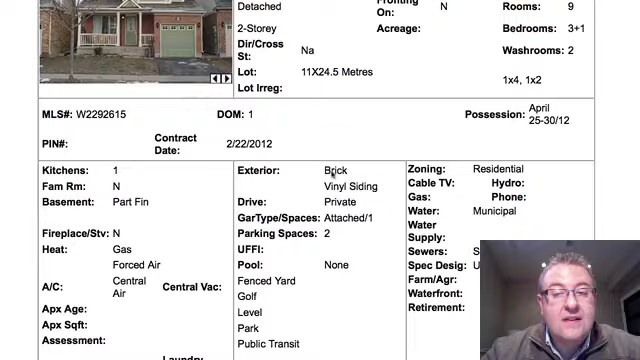 Detached
2-Storey
Fronting On: N
Acreage:
Dir/Cross St: Na
Lot: 11X24.5 Metres
Lot Irreg:
Rooms: 9
Bedrooms: 3+1
Washrooms: 2
1x4, 1x2
MLS#: W2292615 DOM: 1 Possession: April 25-30/12
PIN#: Contract Date: 2/22/2012
Kitchens: 1
Fam Rm: N
Basement: Part Fin
Fireplace/Stv: N
Heat: Gas
Forced Air
A/C: Central Air Central Vac:
Apx Age:
Apx Sqft:
Assessment:
Laundry
Exterior: Brick
Vinyl Siding
Drive: Private
GarType/Spaces: Attached/1
Parking Spaces: 2
UFFI:
Pool: None
Fenced Yard
Golf
Level
Park
Public Transit
Zoning: Residential
Cable TV: Hydro:
Gas: Phone:
Water: Municipal
Water Supply:
Sewers: S
Spec Desig: U
Farm/Agr:
Waterfront:
Retirement: